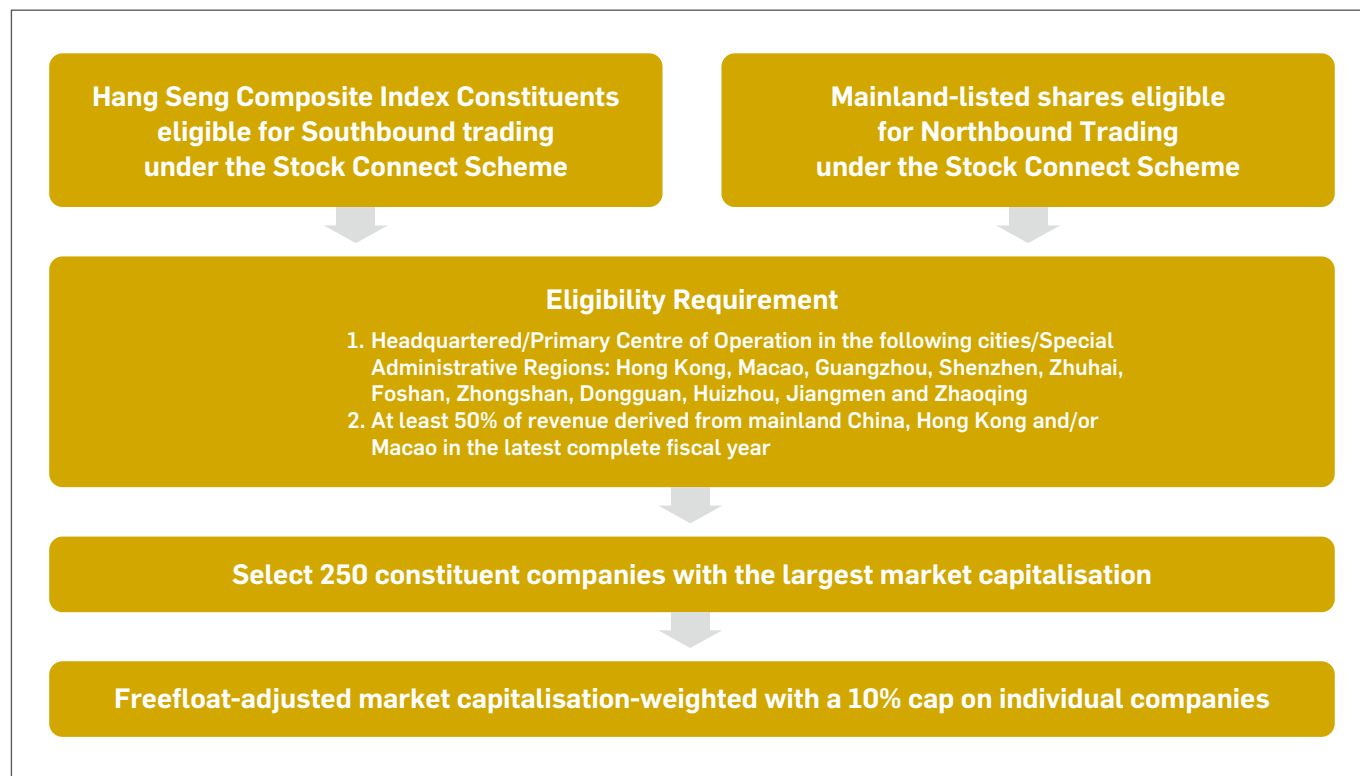 Hang Seng Composite Index Constituents
eligible for Southbound trading
under the Stock Connect Scheme
Mainland-listed shares eligible
for Northbound Trading
under the Stock Connect Scheme
Eligibility Requirement
1. Headquartered/Primary Centre of Operation in the following cities/Special
Administrative Regions: Hong Kong, Macao, Guangzhou, Shenzhen, Zhuhai,
Foshan, Zhongshan, Dongguan, Huizhou, Jiangmen and Zhaoqing
2. At least 50% of revenue derived from mainland China, Hong Kong and/or
Macao in the latest complete fiscal year
Select 250 constituent companies with the largest market capitalisation
Freefloat-adjusted market capitalisation-weighted with a 10% cap on individual companies